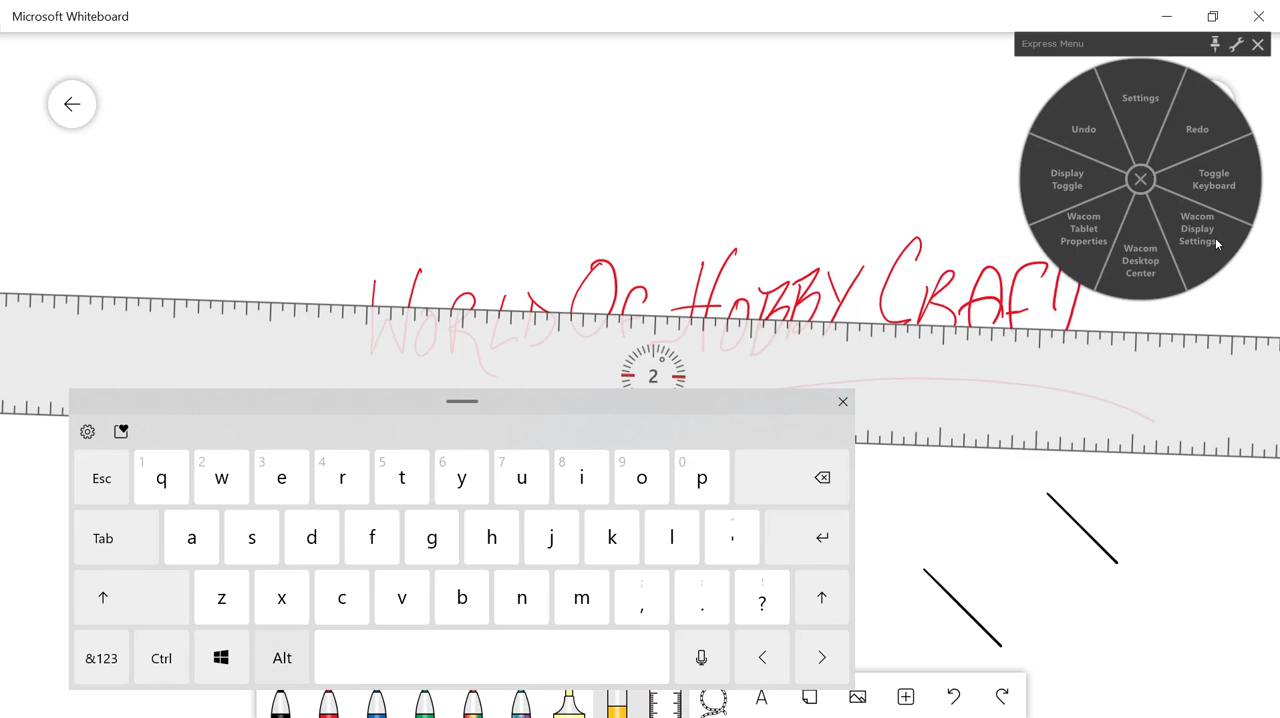 Microsoft Whiteboard
Express Menu
Settings
Undo
Redo
Display
Toggle
Toggle
Keyboard
Wacom
Tablet
Properties
Wacom
Display
Settings
Wacom
Desktop
Center
WORLD OF HOBBY CRAFT
2
1 2 3 4 5 6 7 8 9 0
Esc q w e r t y u i o p
Tab a s d f g h j k l ' "
z x c v b n m , ; . : ? !
&123 Ctrl Alt
A